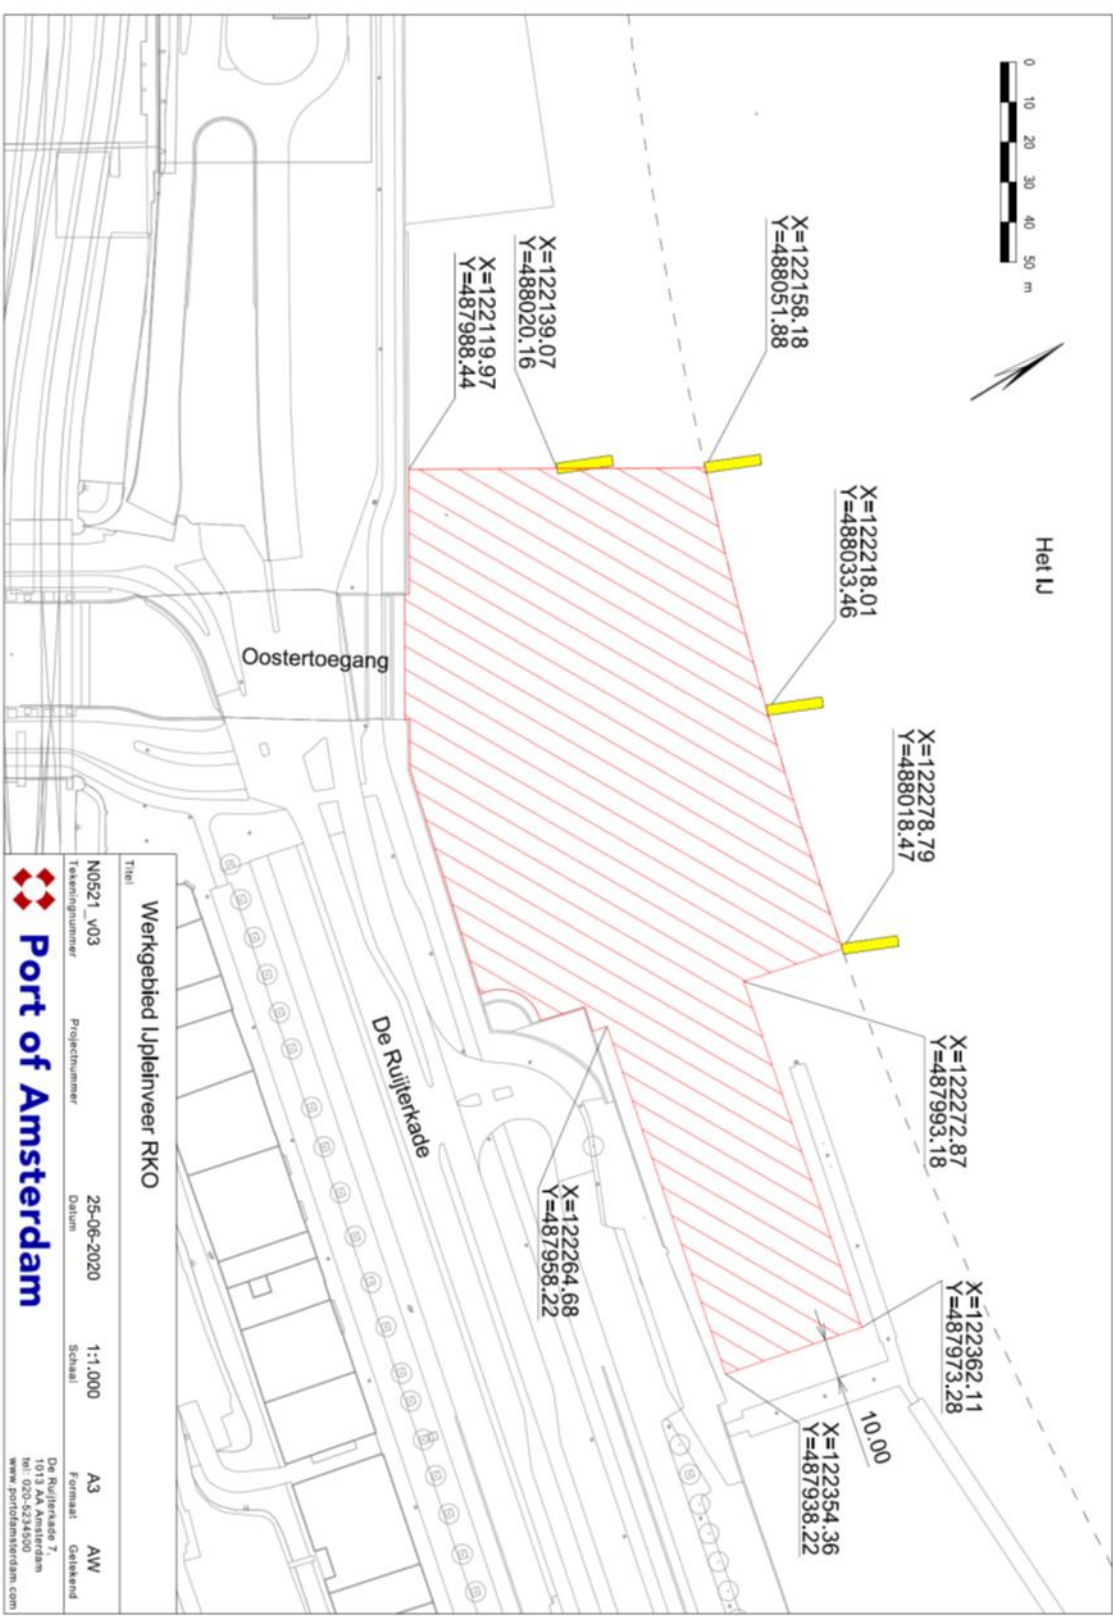 0 10 20 30 40 50 m
Het IJ
X=122158.18
Y=488051.88
X=122218.01
Y=488033.46
X=122278.79
Y=488018.47
X=122139.07
Y=488020.16
X=122119.97
Y=487988.44
X=122272.87
Y=487993.18
X=122362.11
Y=487973.28
10.00
X=122354.36
Y=487938.22
X=122264.68
Y=487958.22
Oostertoegang
De Ruijterkade
Titel
Werkgebied IJpleinveer RKO
N0521_v03 25-06-2020 1:1.000 A3 AW
Tekeningnummer Projectnummer Datum Schaal Formaat Getekend
Port of Amsterdam
De Ruijterkade 7,
1013 AA Amsterdam
tel: 020-5234500
www.portofamsterdam.com